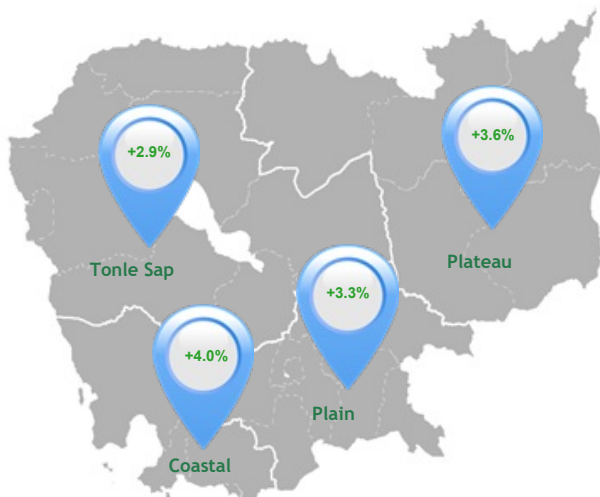 +3.6%
+2.9%
Plateau
Tonle Sap
+3.3%
+4.0%
Plain
Coastal